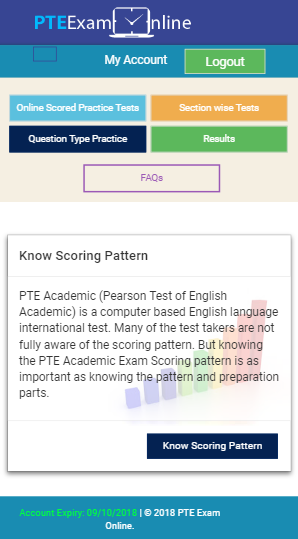 PTEExam Online
My Account
Logout
Online Scored Practice Tests
Section wise Tests
Question Type Practice
Results
FAQs
Know Scoring Pattern
PTE Academic (Pearson Test of English
Academic) is a computer based English language
international test. Many of the test takers are not
fully aware of the scoring pattern. But knowing
the PTE Academic Exam Scoring pattern is as
important as knowing the pattern and preparation
parts.
Know Scoring Pattern
Account Expiry: 09/10/2018 | © 2018 PTE Exam
Online.